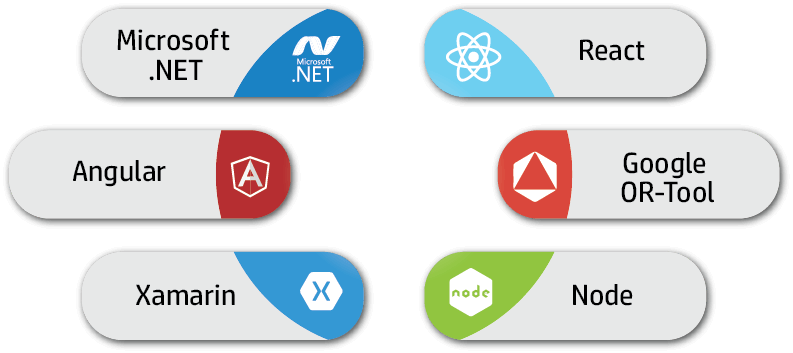 Microsoft
.NET
Microsoft
.NET
React
Angular
A
Google
OR-Tool
Xamarin
X
node
Node